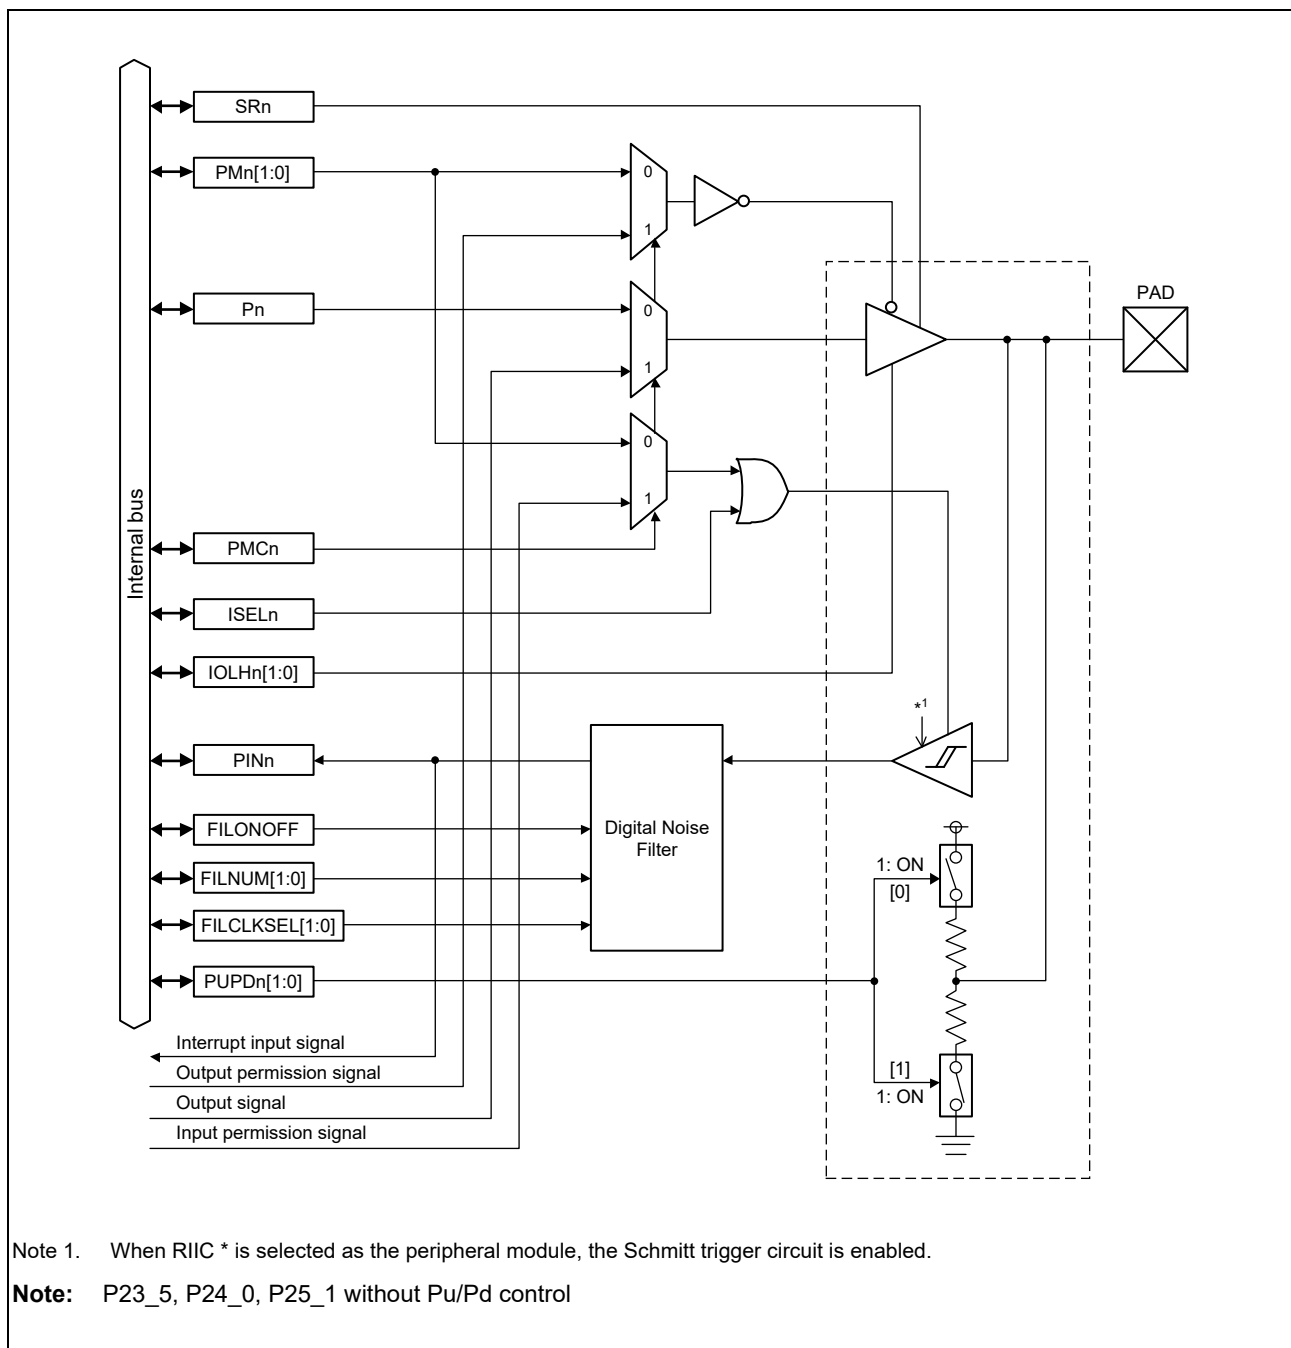 SRn
PMn[1:0]
0
1
Pn
0
1
PAD
0
1
Internal bus
PMCn
ISELn
IOLHn[1:0]
*1
PINn
Digital Noise
Filter
FILONOFF
FILNUM[1:0]
FILCLKSEL[1:0]
1: ON
[0]
PUPDn[1:0]
[1]
1: ON
Interrupt input signal
Output permission signal
Output signal
Input permission signal
Note 1. When RIIC * is selected as the peripheral module, the Schmitt trigger circuit is enabled.
Note: P23_5, P24_0, P25_1 without Pu/Pd control